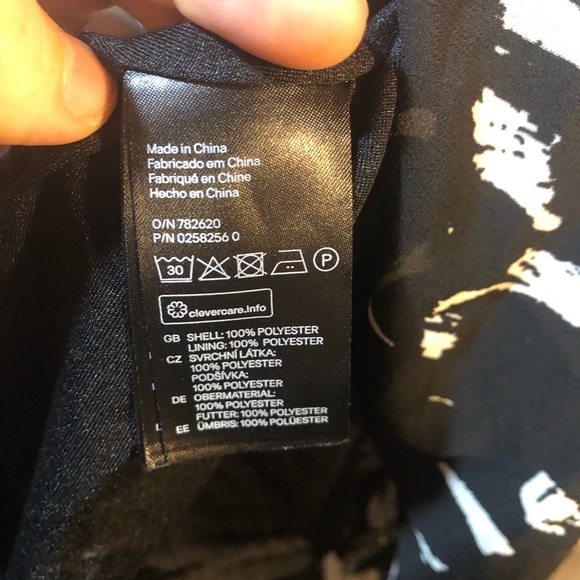 Made in China
Fabricado em China
Fabriqué en Chine
Hecho en China
O/N 782620
P/N 0258256 0
30 P
clevercare.info
GB SHELL: 100% POLYESTER
LINING: 100% POLYESTER
CZ SVRCHNÍ LÁTKA:
100% POLYESTER
PODŠÍVKA:
100% POLYESTER
DE OBERMATERIAL:
100% POLYESTER
FUTTER: 100% POLYESTER
EE ÜMBRIS: 100% POLÜESTER